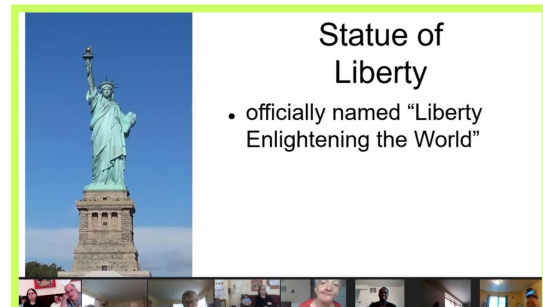 Statue of
Liberty
• officially named “Liberty
Enlightening the World”